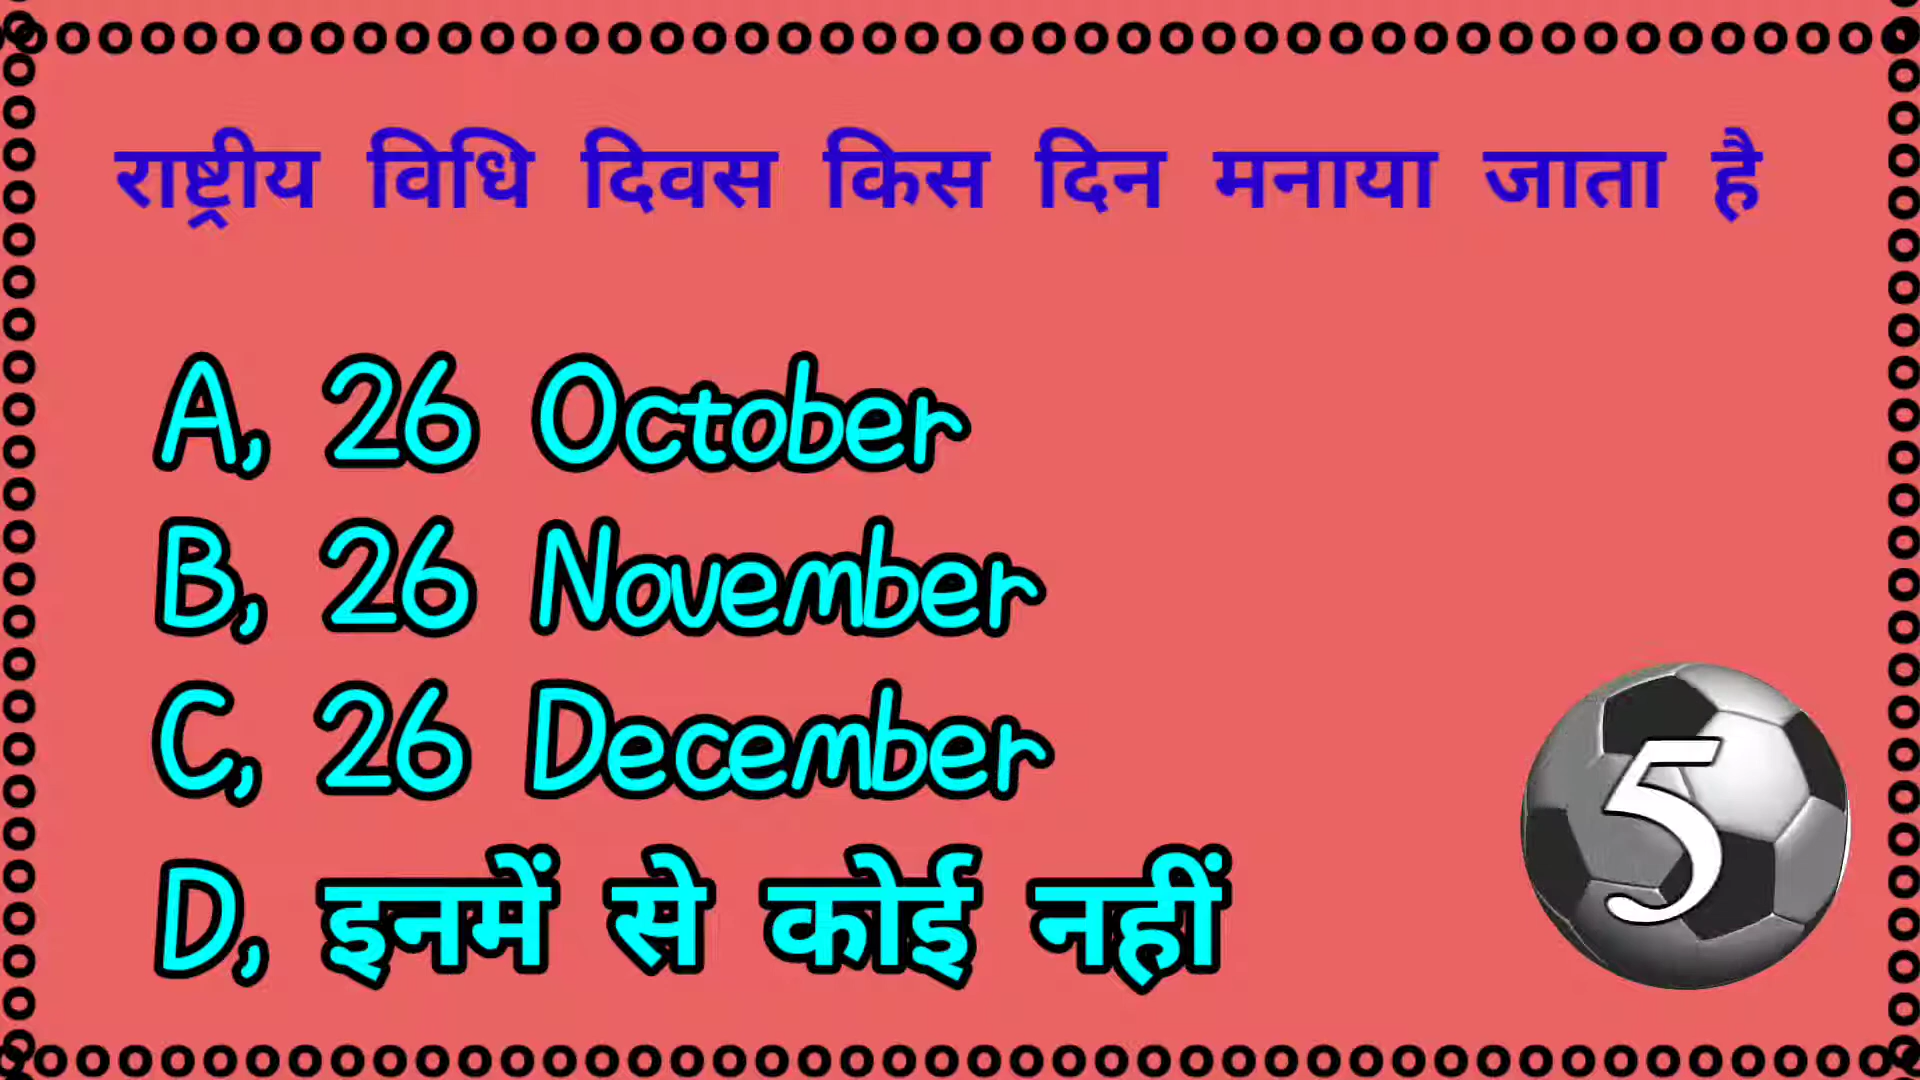 राष्ट्रीय विधि दिवस किस दिन मनाया जाता है
A, 26 October
B, 26 November
C, 26 December
D, इनमें से कोई नहीं
5